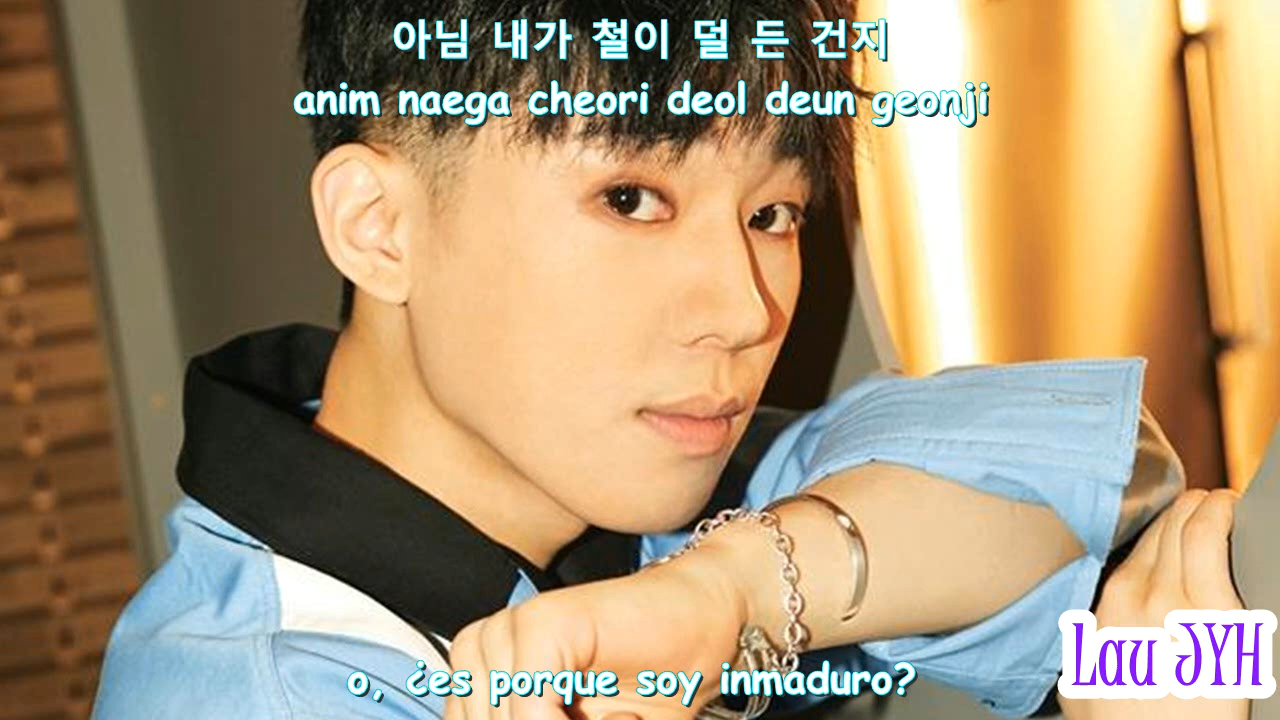 아님 내가 철이 덜 든 건지
anim naega cheori deol deun geonji
o, ¿es porque soy inmaduro?
Lau JYH